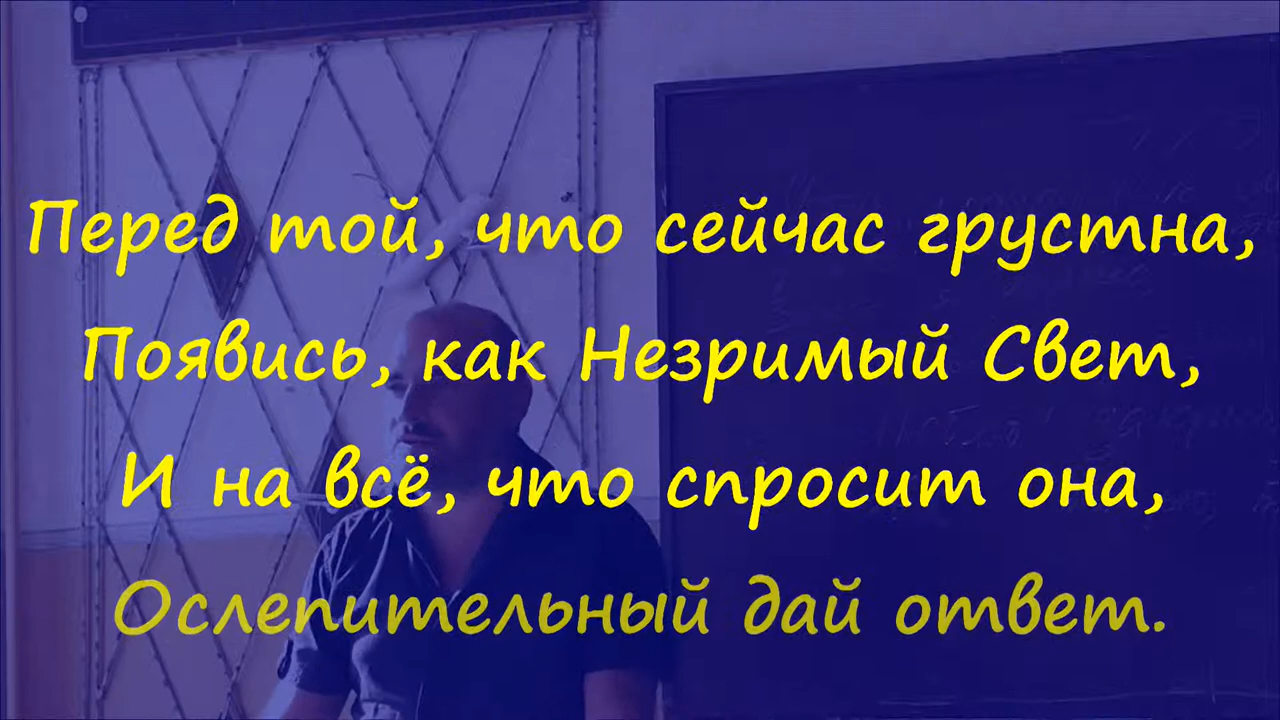 Перед той, что сейчас грустна,
Появись, как Незримый Свет,
И на всё, что спросит она,
Ослепительный дай ответ.